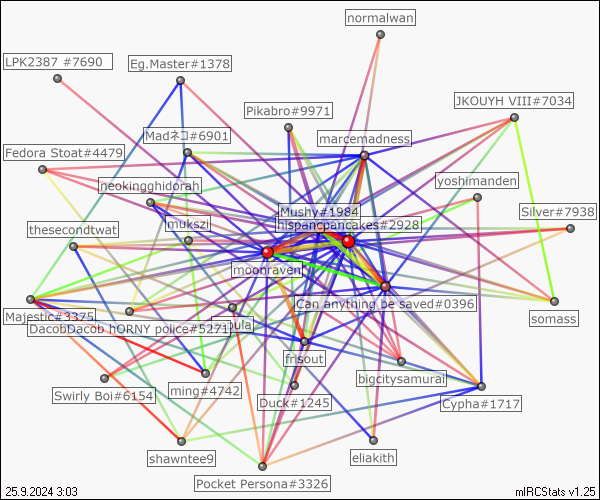 normalwan
LPK2387 #7690
Eg.Master#1378
JKOUYH VIII#7034
Pikabro#9971
Madネコ#6901
marcemadness
Fedora Stoat#4479
yoshimanden
neokingghidorah
Mushy#1984
Silver#7938
mukszi
hispancpancakes#2928
thesecondtwat
moonraven
Can anything be saved#0396
somass
Majestic#3375
DacobDacob hORNY police#5271
frisout
bigcitysamurai
ming#4742
Swirly Boi#6154
Duck#1245
Cypha#1717
shawntee9
eliakith
Pocket Persona#3326
25.9.2024 3:03
mIRCStats v1.25